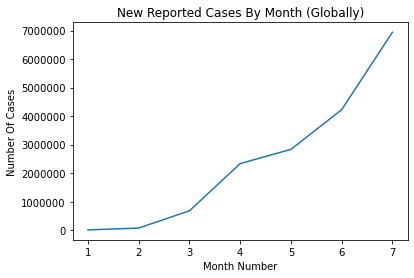 New Reported Cases By Month (Globally)
7000000
6000000
5000000
4000000
3000000
2000000
1000000
0
Number Of Cases
1 2 3 4 5 6 7
Month Number